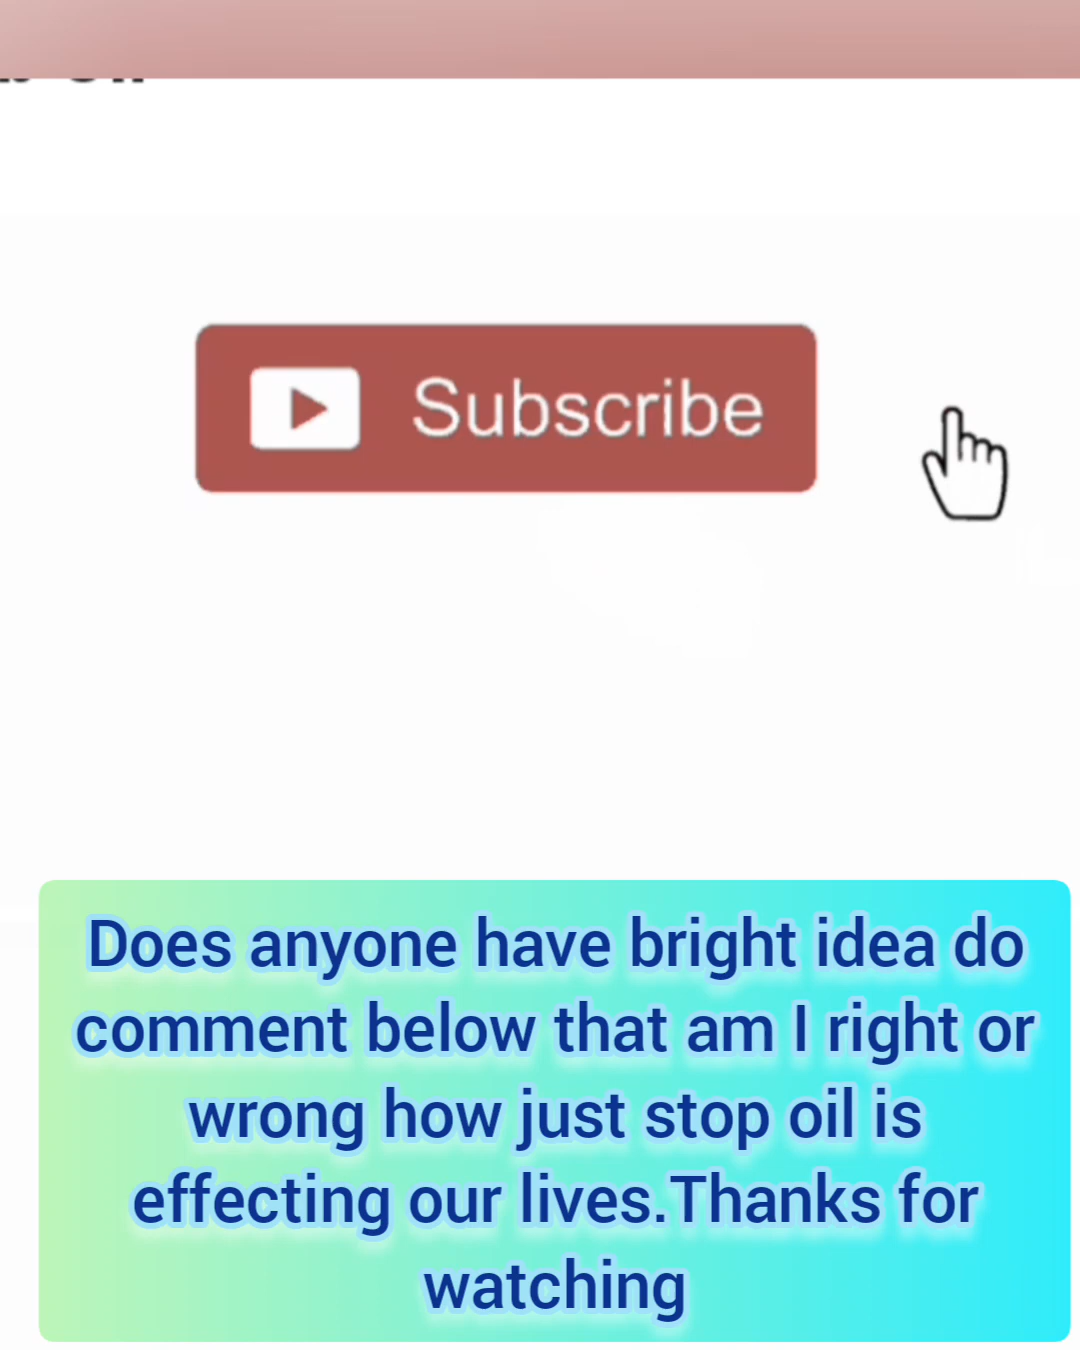 Subscribe
Does anyone have bright idea do
comment below that am I right or
wrong how just stop oil is
effecting our lives.Thanks for
watching